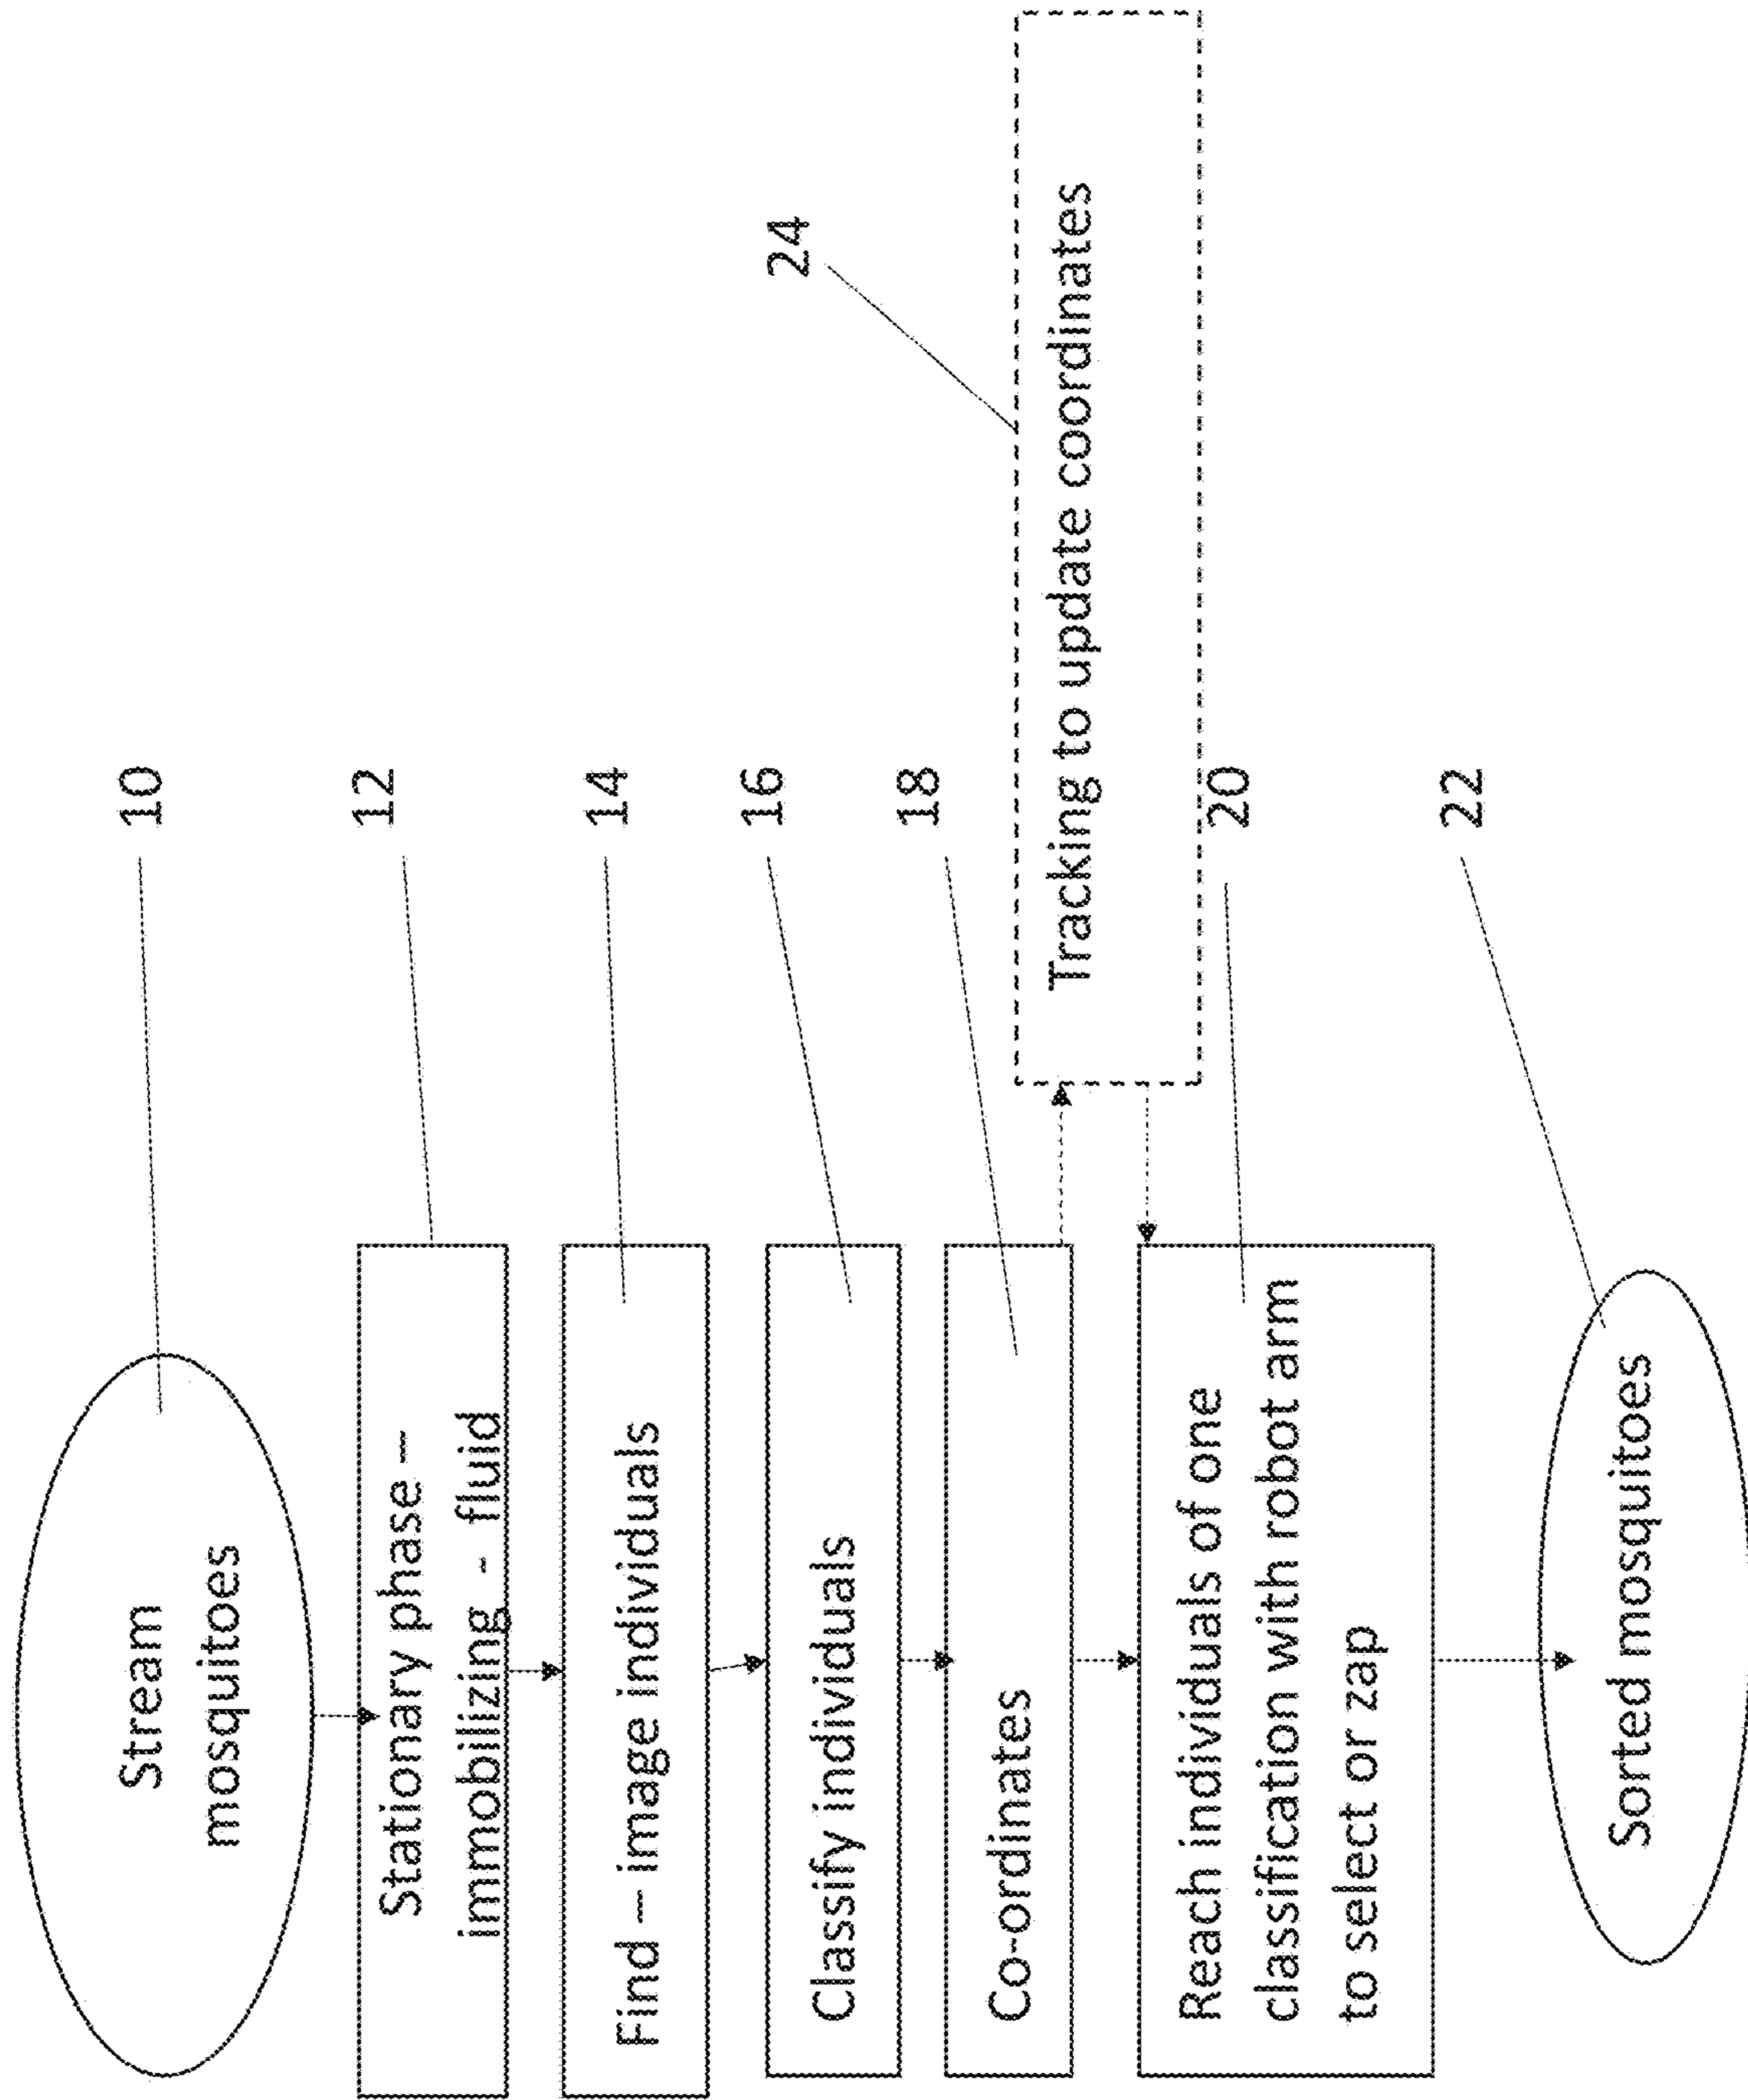 Stream
mosquitoes
10
Stationary phase –
immobilizing - fluid
12
Find – image individuals
14
Classify individuals
16
Co-ordinates
18
Tracking to update coordinates
24
Reach individuals of one
classification with robot arm
to select or zap
20
Sorted mosquitoes
22